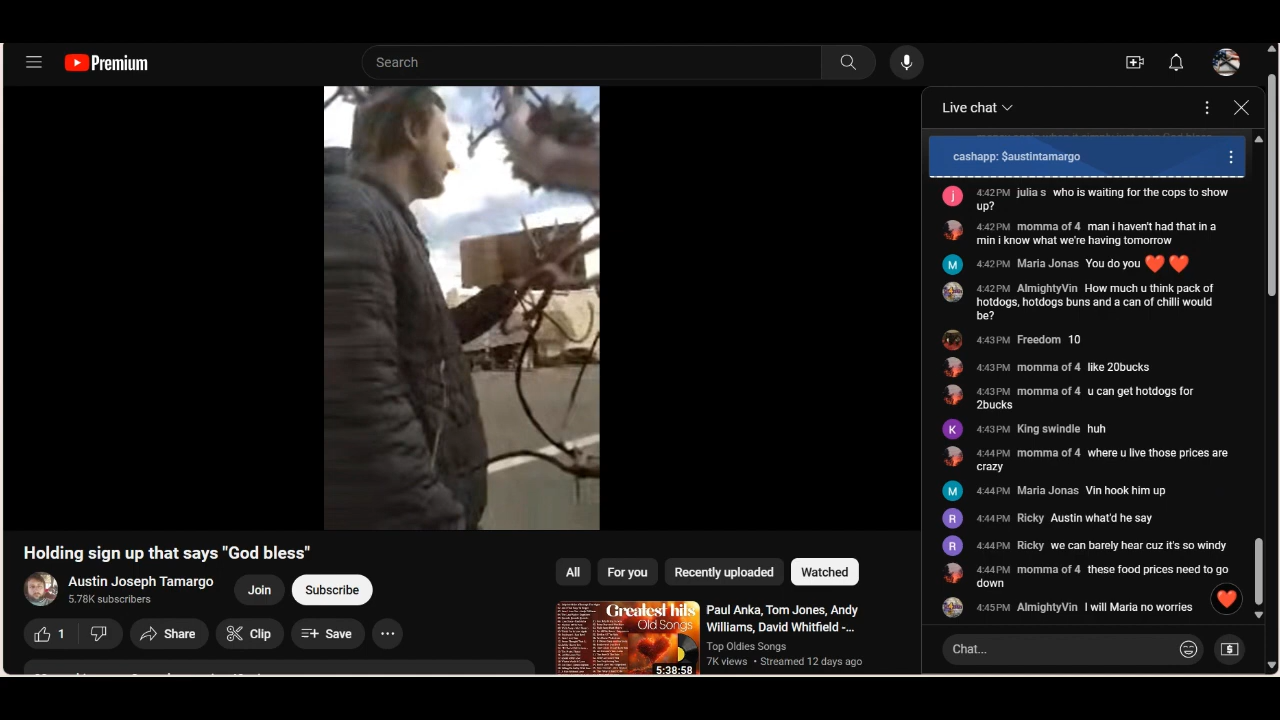 Premium
Search
Live chat
cashapp: $austintamargo
4:42 PM julia s who is waiting for the cops to show
up?
4:42 PM momma of 4 man i haven't had that in a
min i know what we're having tomorrow
M 4:42 PM Maria Jonas You do you ❤️ ❤️
4:42 PM AlmightyVin How much u think pack of
hotdogs, hotdogs buns and a can of chilli would
be?
4:43 PM Freedom 10
4:43 PM momma of 4 like 20bucks
4:43 PM momma of 4 u can get hotdogs for
2bucks
K 4:43 PM King swindle huh
4:44 PM momma of 4 where u live those prices are
crazy
M 4:44 PM Maria Jonas Vin hook him up
R 4:44 PM Ricky Austin what'd he say
R 4:44 PM Ricky we can barely hear cuz it's so windy
4:44 PM momma of 4 these food prices need to go
down
4:45 PM AlmightyVin I will Maria no worries
Chat...
Holding sign up that says "God bless"
Austin Joseph Tamargo
5.78K subscribers
Join
Subscribe
1
Share
Clip
Save
All
For you
Recently uploaded
Watched
Greatest hits
Old Songs
5:38:58
Paul Anka, Tom Jones, Andy
Williams, David Whitfield -...
Top Oldies Songs
7K views • Streamed 12 days ago